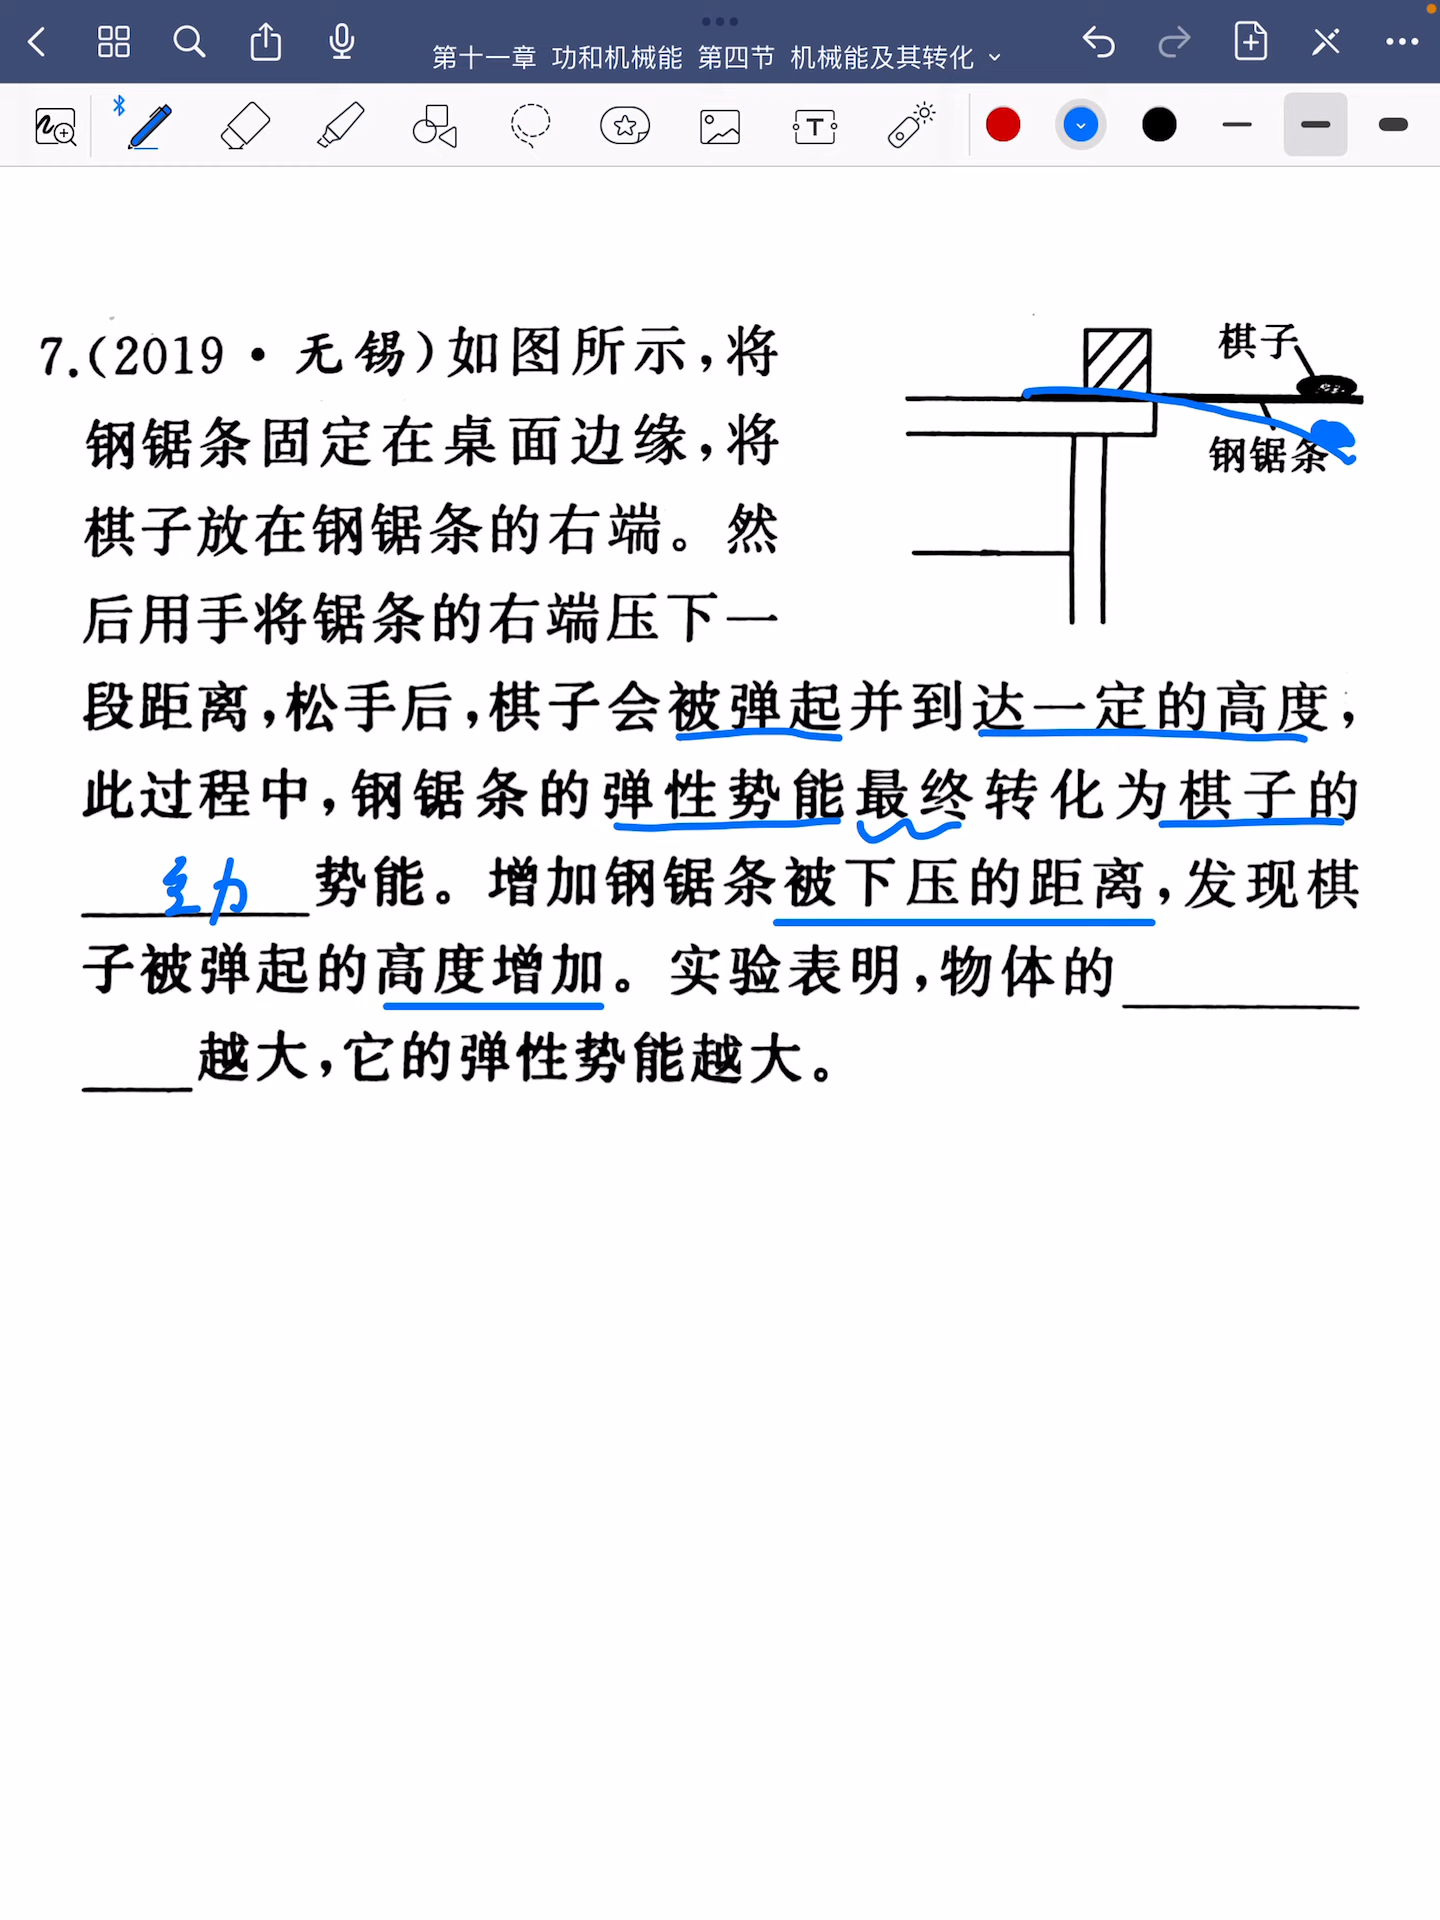 第十一章 功和机械能 第四节 机械能及其转化
T
7.(2019·无锡)如图所示,将
钢锯条固定在桌面边缘,将
棋子放在钢锯条的右端。然
后用手将锯条的右端压下一
段距离,松手后,棋子会被弹起并到达一定的高度,
此过程中,钢锯条的弹性势能最终转化为棋子的
重力势能。增加钢锯条被下压的距离,发现棋
子被弹起的高度增加。实验表明,物体的
越大,它的弹性势能越大。
棋子
钢锯条